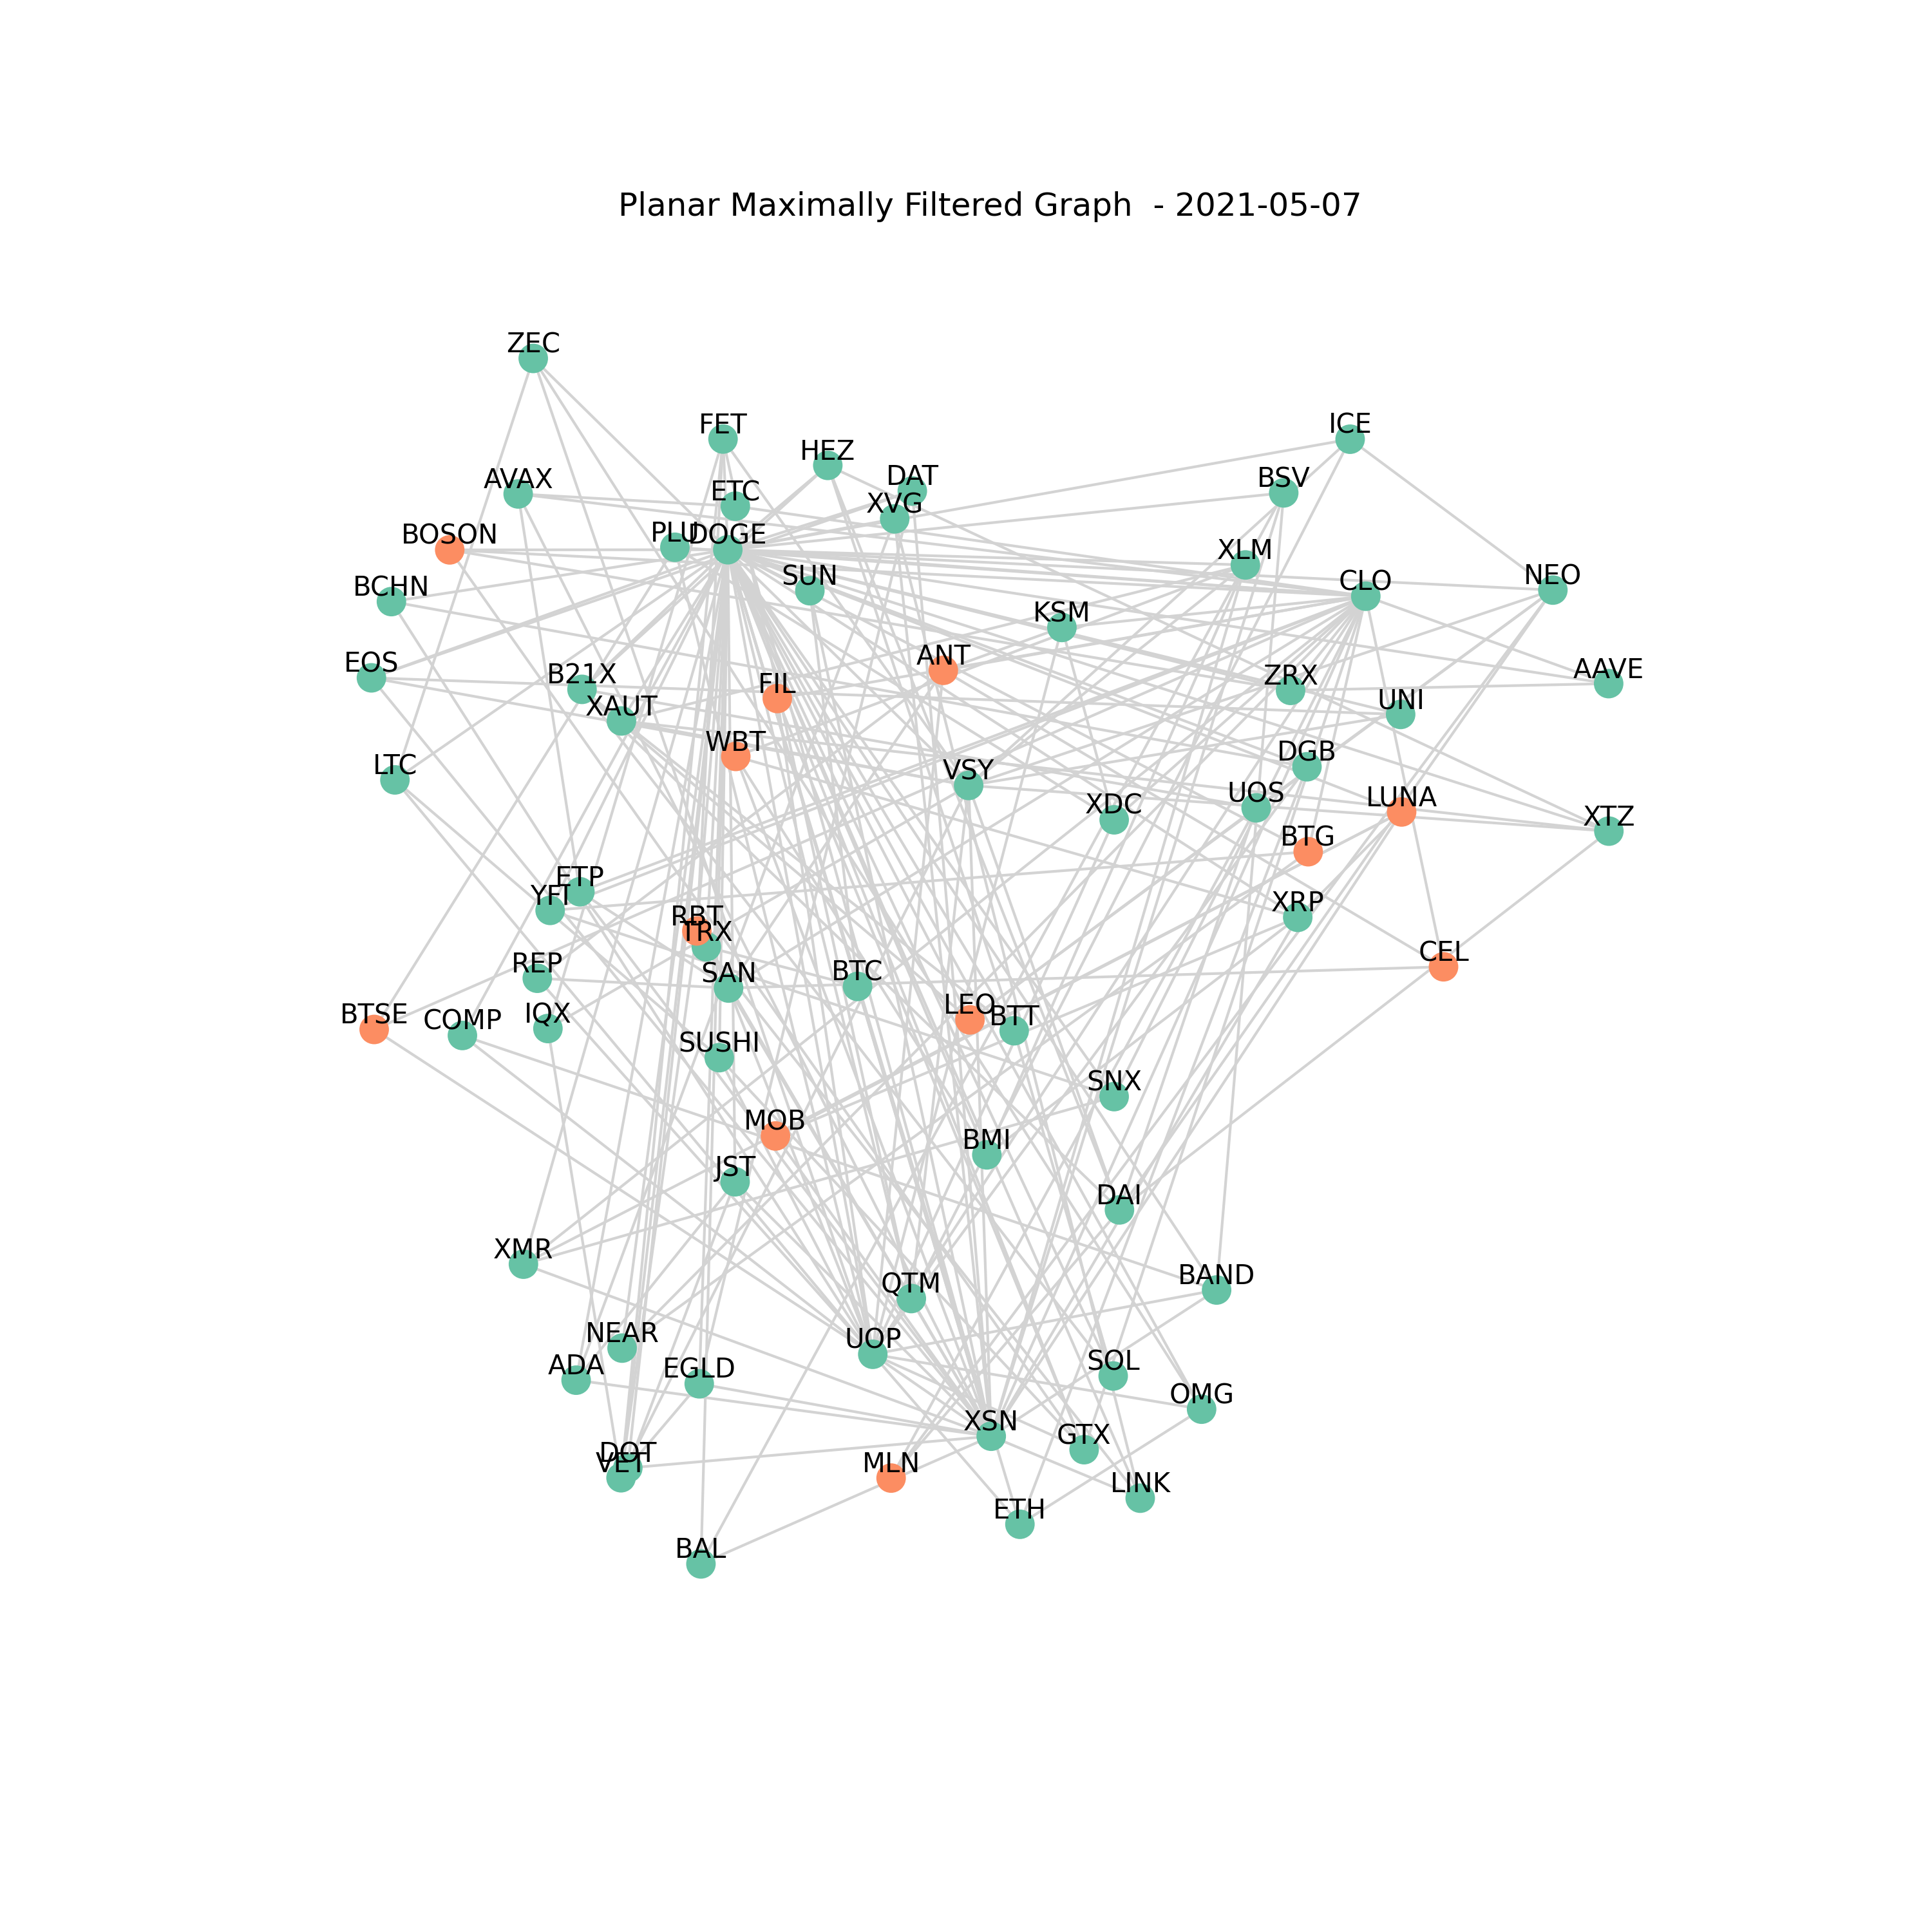 Planar Maximally Filtered Graph - 2021-05-07
ZEC
FET
ICE
HEZ
AVAX
DAT
BSV
ETC
XVG
BOSON
PLU
DOGE
XLM
SUN
CLO
NEO
BCHN
KSM
ANT
EOS
B21X
FIL
ZRX
AAVE
XAUT
UNI
WBT
DGB
LTC
VSY
UOS
LUNA
XDC
XTZ
BTG
XRP
RBT
TRX
CEL
REP
SAN
BTC
LEO
BTT
BTSE
COMP
IQX
SUSHI
SNX
MOB
BMI
JST
DAI
XMR
BAND
QTM
NEAR
UOP
ADA
EGLD
SOL
OMG
XSN
GTX
DOT
VET
MLN
LINK
ETH
BAL